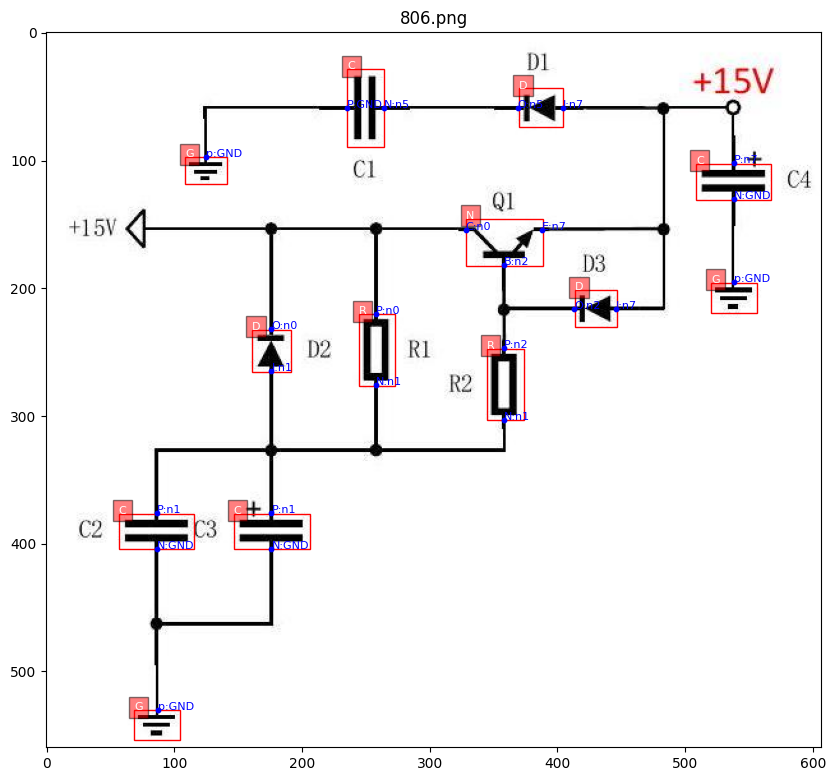 806.png
D1
+15V
C
D
P:GND
N:n5
I:n7
G
p:GND
C1
C
P:n7
+
N:GND
C4
+15V
Q1
N
C:n0
E:n7
B:n2
D3
D
I:n7
G
p:GND
D
O:n0
I:n1
D2
R
P:n0
N:n1
R1
R
P:n2
N:n1
R2
C
P:n1
N:GND
C2
C
+
P:n1
N:GND
C3
G
p:GND
0
100
200
300
400
500
0
100
200
300
400
500
600